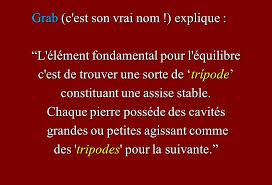 Grab (c'est son vrai nom !) explique :
“L'élément fondamental pour l'équilibre
c'est de trouver une sorte de ‘tripode’
constituant une assise stable.
Chaque pierre posséde des cavités
grandes ou petites agissant comme
des 'tripodes' pour la suivante.”